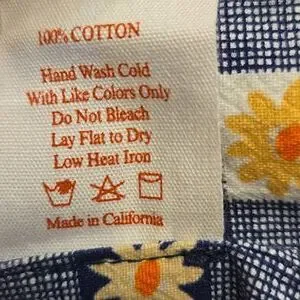 100% COTTON
Hand Wash Cold
With Like Colors Only
Do Not Bleach
Lay Flat to Dry
Low Heat Iron
Made in California